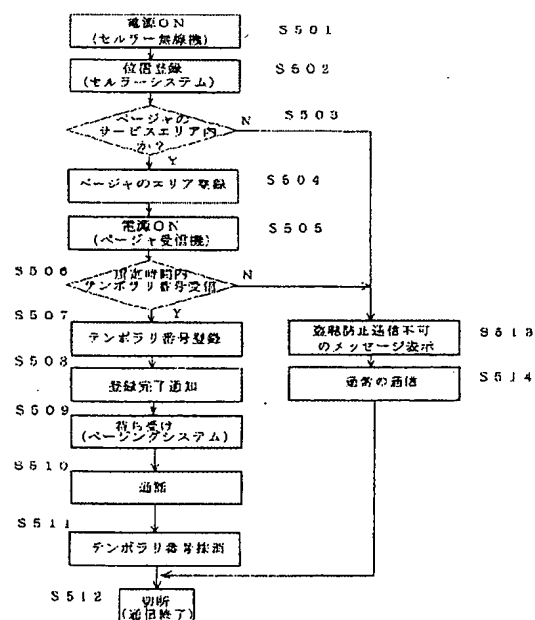 電源ON
(セルラー無線機)
S501
位置登録
(セルラーシステム)
S502
ページャの
サービスエリア内
か？
N
S503
Y
ページャのエリア登録
S504
電源ON
(ページャ受信機)
S505
S506
所定時間内
テンポラリ番号受信
N
S507
Y
テンポラリ番号登録
盗聴防止通信不可
のメッセージ表示
S513
S508
登録完了通知
通常の通信
S514
S509
待ち受け
(ページングシステム)
S510
通話
S511
テンポラリ番号抹消
S512
切断
(通信終了)